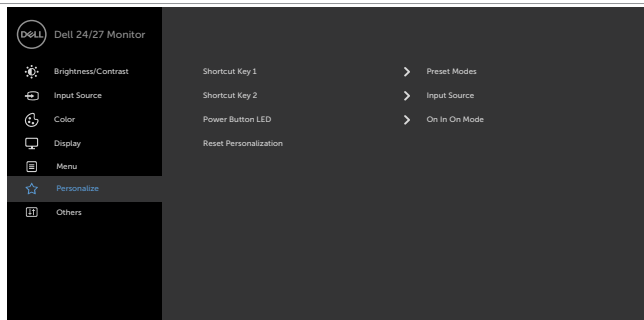 DELL Dell 24/27 Monitor
Brightness/Contrast Shortcut Key 1 Preset Modes
Input Source Shortcut Key 2 Input Source
Color Power Button LED On In On Mode
Display Reset Personalization
Menu
Personalize
Others